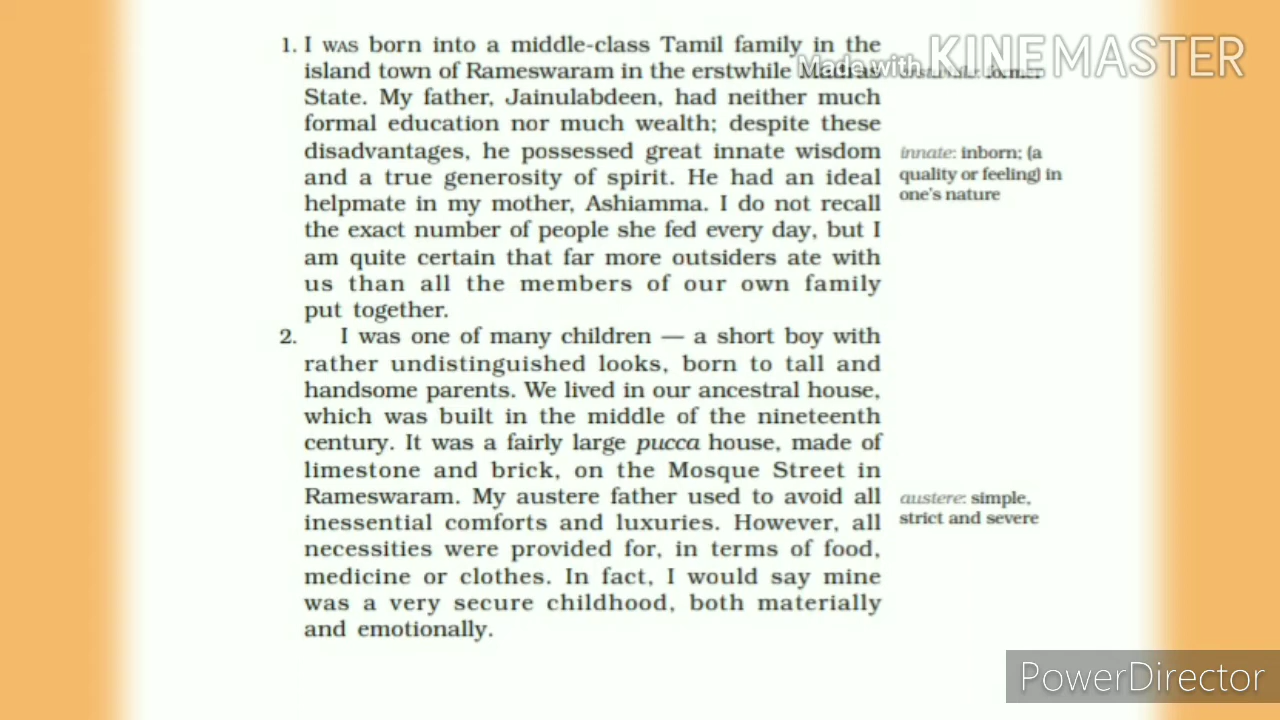 1. I WAS born into a middle-class Tamil family in the
island town of Rameswaram in the erstwhile Madras
State. My father, Jainulabdeen, had neither much
formal education nor much wealth; despite these
disadvantages, he possessed great innate wisdom
and a true generosity of spirit. He had an ideal
helpmate in my mother, Ashiamma. I do not recall
the exact number of people she fed every day, but I
am quite certain that far more outsiders ate with
us than all the members of our own family
put together.
2. I was one of many children — a short boy with
rather undistinguished looks, born to tall and
handsome parents. We lived in our ancestral house,
which was built in the middle of the nineteenth
century. It was a fairly large pucca house, made of
limestone and brick, on the Mosque Street in
Rameswaram. My austere father used to avoid all
inessential comforts and luxuries. However, all
necessities were provided for, in terms of food,
medicine or clothes. In fact, I would say mine
was a very secure childhood, both materially
and emotionally.
Made with KINEMASTER
erstwhile: former
innate: inborn; (a
quality or feeling) in
one's nature
austere: simple,
strict and severe
PowerDirector